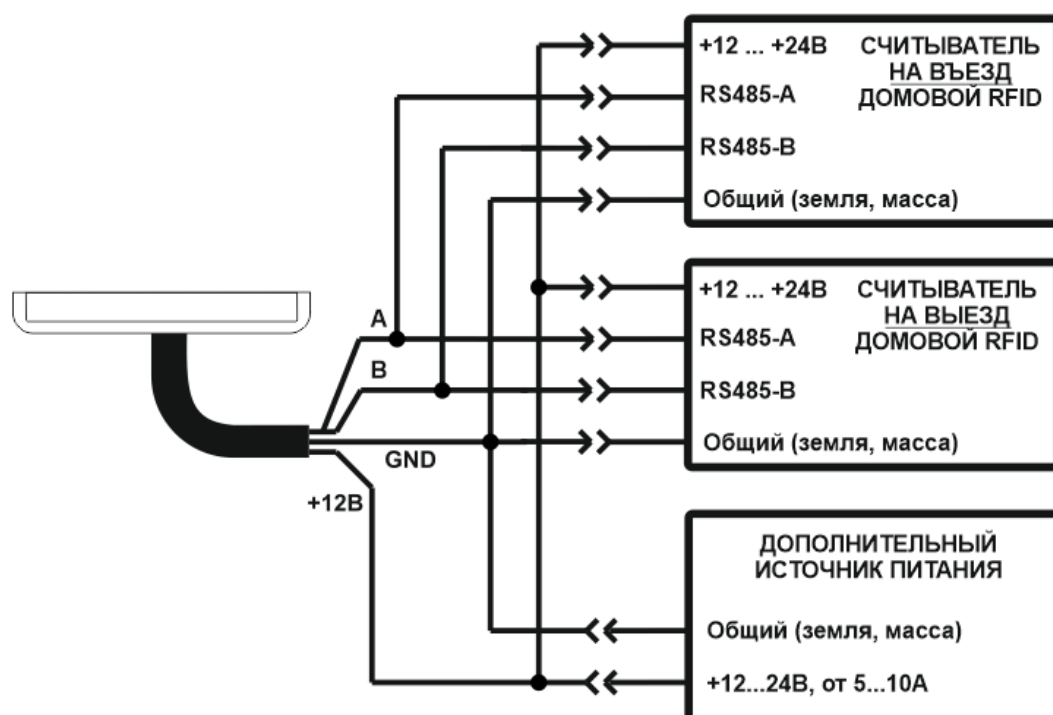 +12 ... +24В
СЧИТЫВАТЕЛЬ
НА ВЪЕЗД
ДОМОВОЙ RFID
RS485-A
RS485-B
Общий (земля, масса)
+12 ... +24В
СЧИТЫВАТЕЛЬ
НА ВЫЕЗД
ДОМОВОЙ RFID
RS485-A
RS485-B
Общий (земля, масса)
A
B
GND
+12В
ДОПОЛНИТЕЛЬНЫЙ
ИСТОЧНИК ПИТАНИЯ
Общий (земля, масса)
+12...24В, от 5...10А